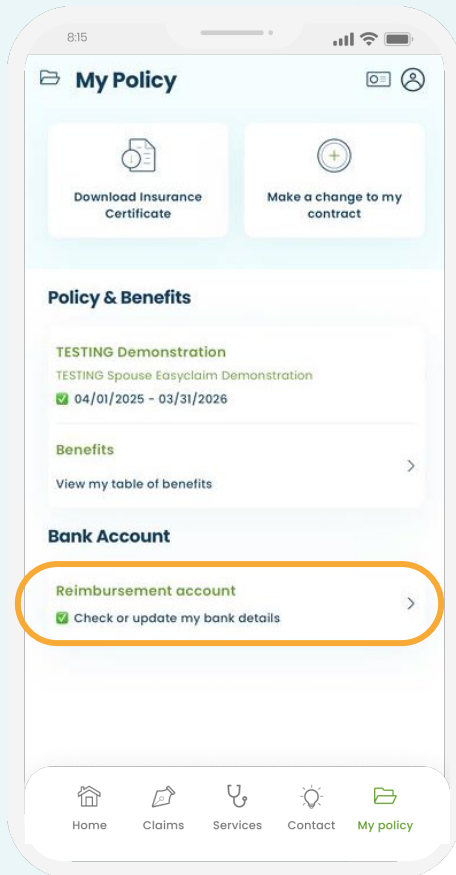 8:15
My Policy
Download Insurance
Certificate
Make a change to my
contract
Policy & Benefits
TESTING Demonstration
TESTING Spouse Easyclaim Demonstration
04/01/2025 - 03/31/2026
Benefits
View my table of benefits
Bank Account
Reimbursement account
Check or update my bank details
Home
Claims
Services
Contact
My policy